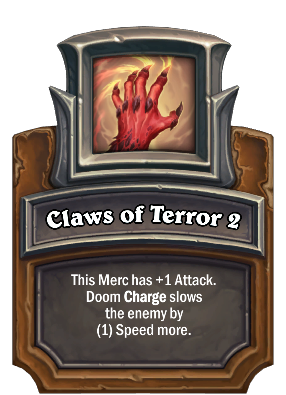 Claws of Terror 2
This Merc has +1 Attack.
Doom Charge slows
the enemy by
(1) Speed more.